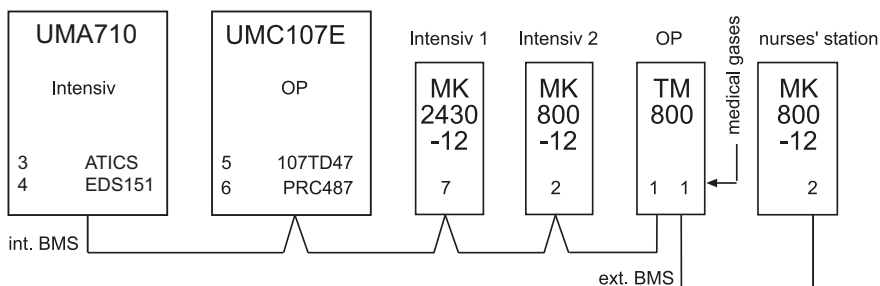 UMA710
Intensiv
3 ATICS
4 EDS151
UMC107E
OP
5 107TD47
6 PRC487
Intensiv 1
MK
2430
-12
7
Intensiv 2
MK
800
-12
2
OP
TM
800
1 1
medical gases
nurses' station
MK
800
-12
2
int. BMS
ext. BMS